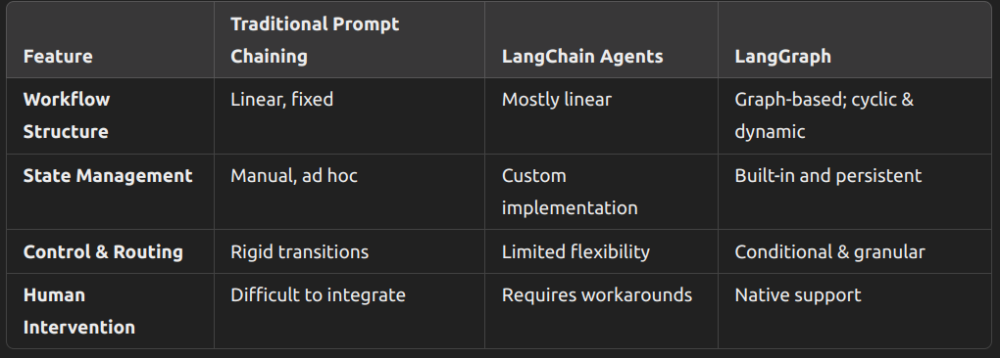 Feature
Traditional Prompt
Chaining
LangChain Agents
LangGraph
Workflow
Structure
Linear, fixed
Mostly linear
Graph-based; cyclic &
dynamic
State Management
Manual, ad hoc
Custom
implementation
Built-in and persistent
Control & Routing
Rigid transitions
Limited flexibility
Conditional & granular
Human
Intervention
Difficult to integrate
Requires workarounds
Native support